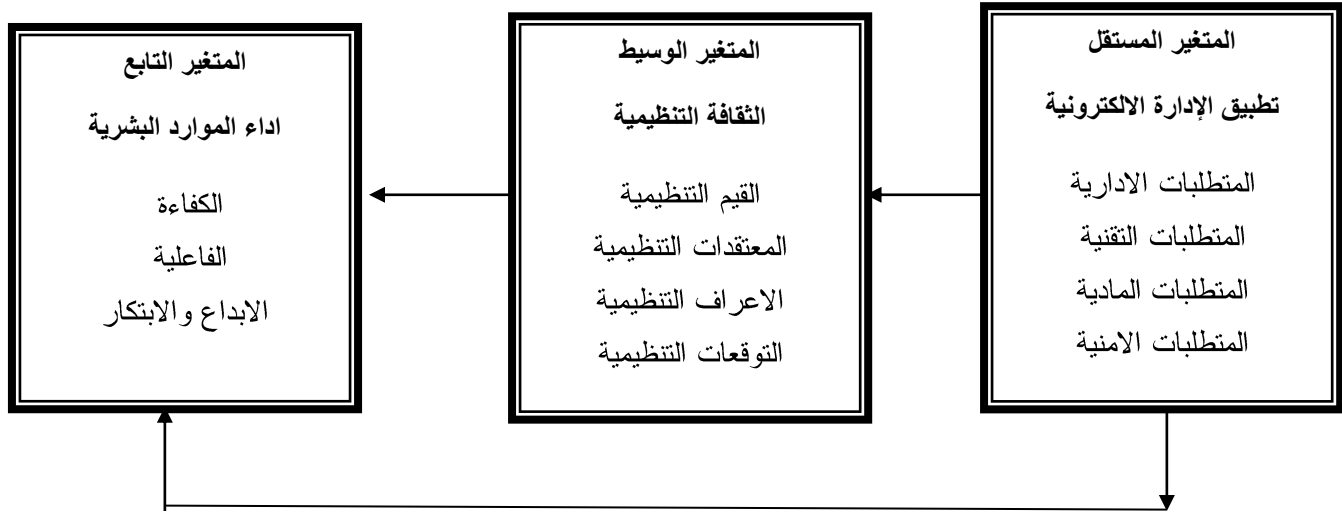 المتغير المستقل
تطبيق الإدارة الالكترونية
المتطلبات الادارية
المتطلبات التقنية
المتطلبات المادية
المتطلبات الامنية
المتغير الوسيط
الثقافة التنظيمية
القيم التنظيمية
المعتقدات التنظيمية
الاعراف التنظيمية
التوقعات التنظيمية
المتغير التابع
اداء الموارد البشرية
الكفاءة
الفاعلية
الابداع والابتكار